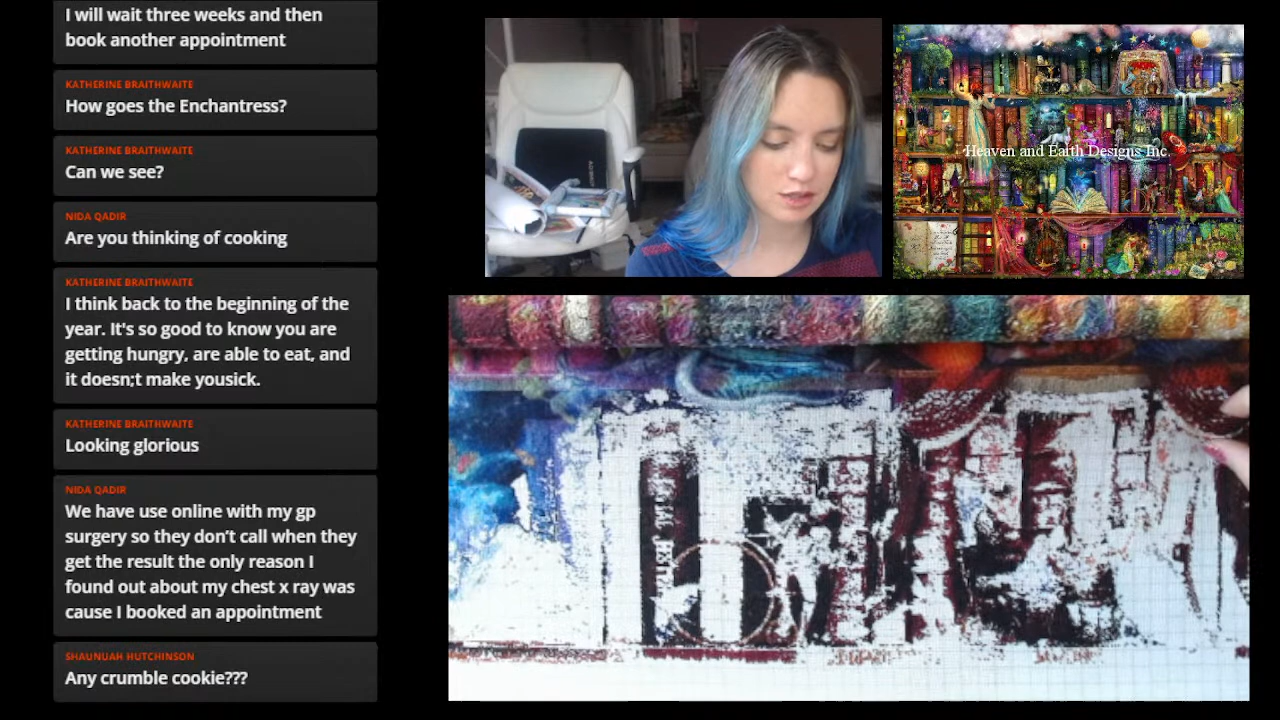 I will wait three weeks and then
book another appointment
KATHERINE BRAITHWAITE
How goes the Enchantress?
KATHERINE BRAITHWAITE
Can we see?
NIDA QADIR
Are you thinking of cooking
KATHERINE BRAITHWAITE
I think back to the beginning of the
year. It's so good to know you are
getting hungry, are able to eat, and
it doesn;t make yousick.
KATHERINE BRAITHWAITE
Looking glorious
NIDA QADIR
We have use online with my gp
surgery so they don't call when they
get the result the only reason I
found out about my chest x ray was
cause I booked an appointment
SHAUNUAH HUTCHINSON
Any crumble cookie???
Heaven and Eaith Designs Inc.